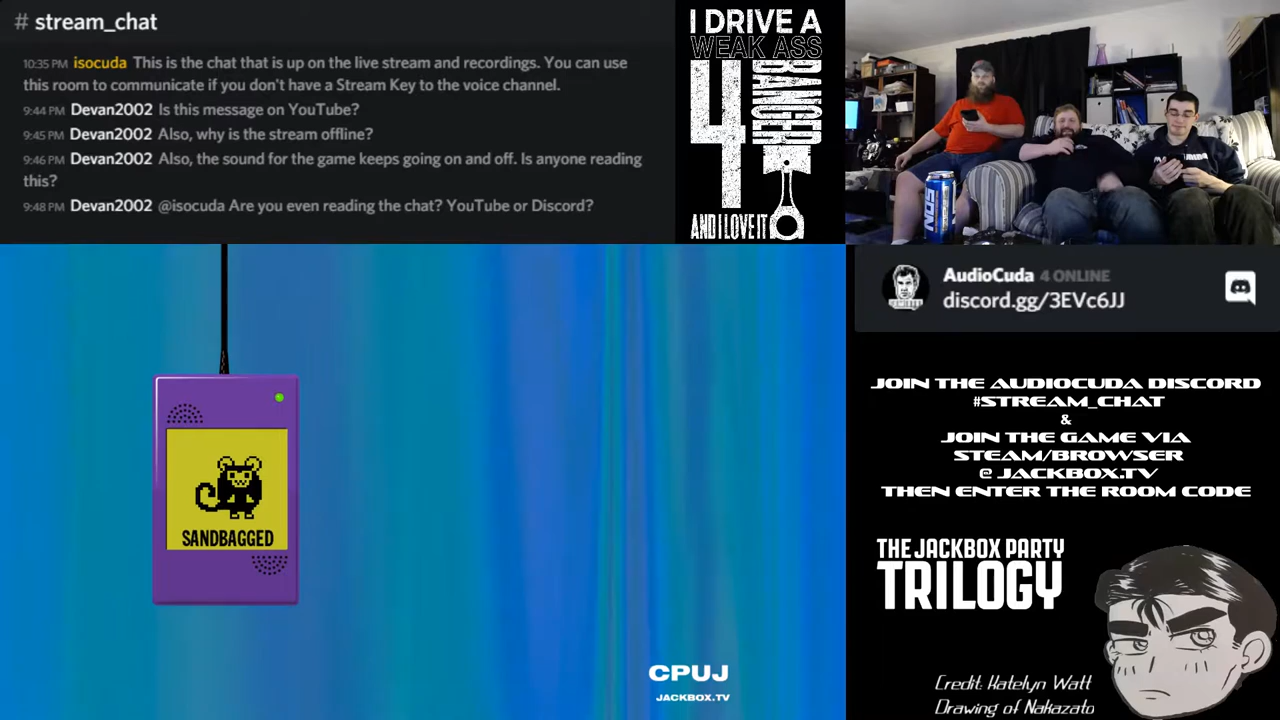 # stream_chat
10:35 PM isocuda This is the chat that is up on the live stream and recordings. You can use
this room to communicate if you don't have a Steam Key to the voice channel.
9:44 PM Devan2002 Is this message on YouTube?
9:45 PM Devan2002 Also, why is the stream offline?
9:46 PM Devan2002 Also, the sound for the game keeps going on and off. Is anyone reading
this?
9:48 PM Devan2002 @isocuda Are you even reading the chat? YouTube or Discord?
I DRIVE A
WEAK ASS
4
BANGER
AND I LOVE IT
AudioCuda 4 ONLINE
discord.gg/3EVc6JJ
JOIN THE AUDIOCUDA DISCORD
#STREAM_CHAT
&
JOIN THE GAME VIA
STEAM/BROWSER
@ JACKBOX.TV
THEN ENTER THE ROOM CODE
SANDBAGGED
CPUJ
JACKBOX.TV
THE JACKBOX PARTY
TRILOGY
Credit: Katelyn Watt
Drawing of Nakazato